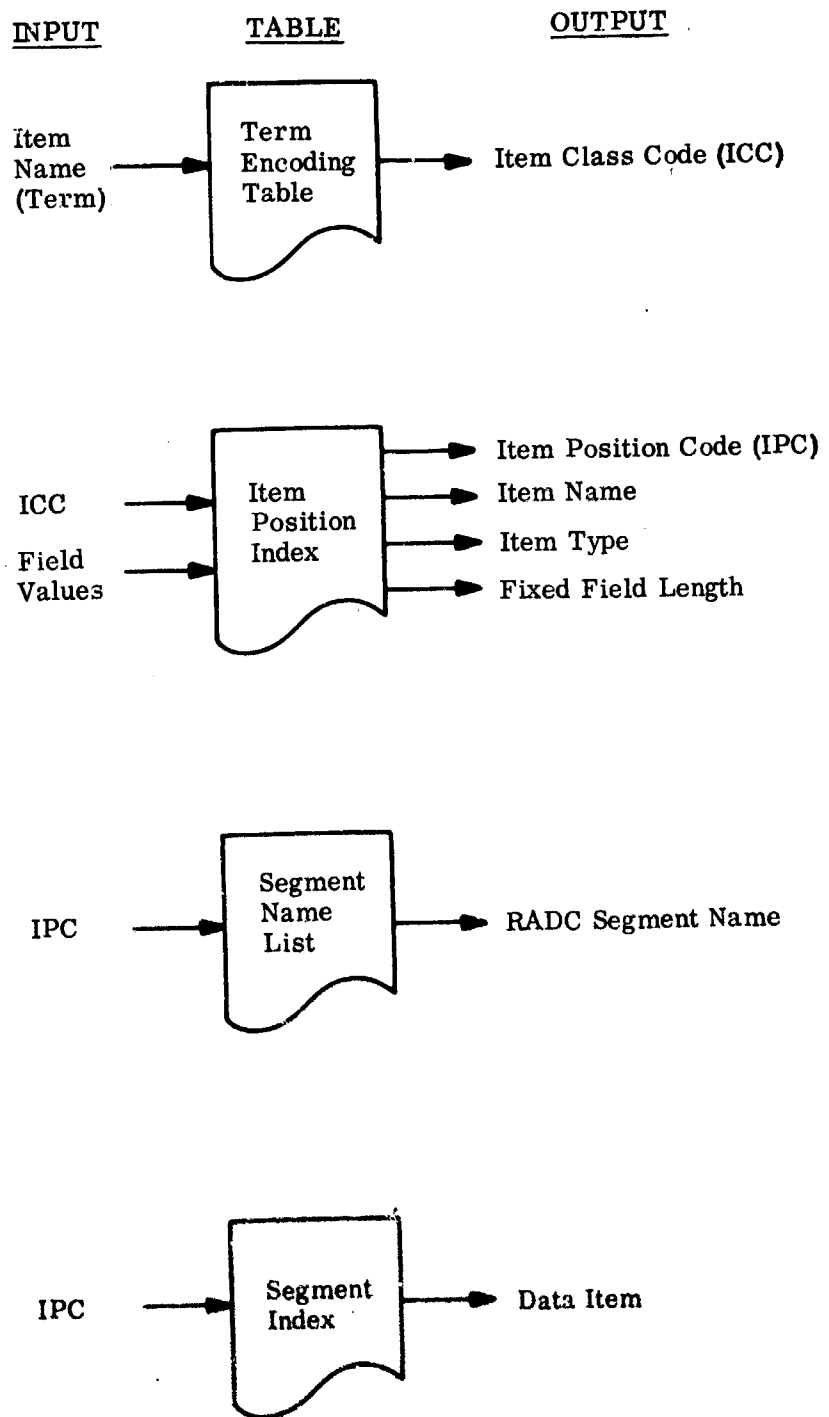 INPUT TABLE OUTPUT
Item
Name
(Term)
Term
Encoding
Table
Item Class Code (ICC)
ICC
Field
Values
Item
Position
Index
Item Position Code (IPC)
Item Name
Item Type
Fixed Field Length
IPC
Segment
Name
List
RADC Segment Name
IPC
Segment
Index
Data Item